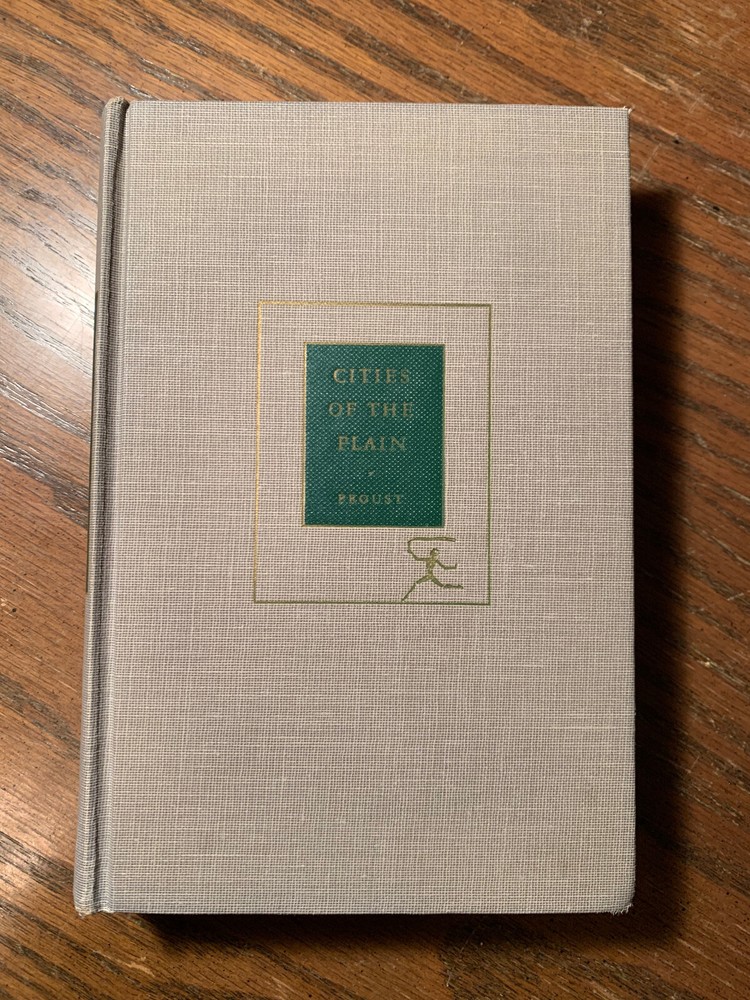 CITIES
OF THE
PLAIN
PROUST